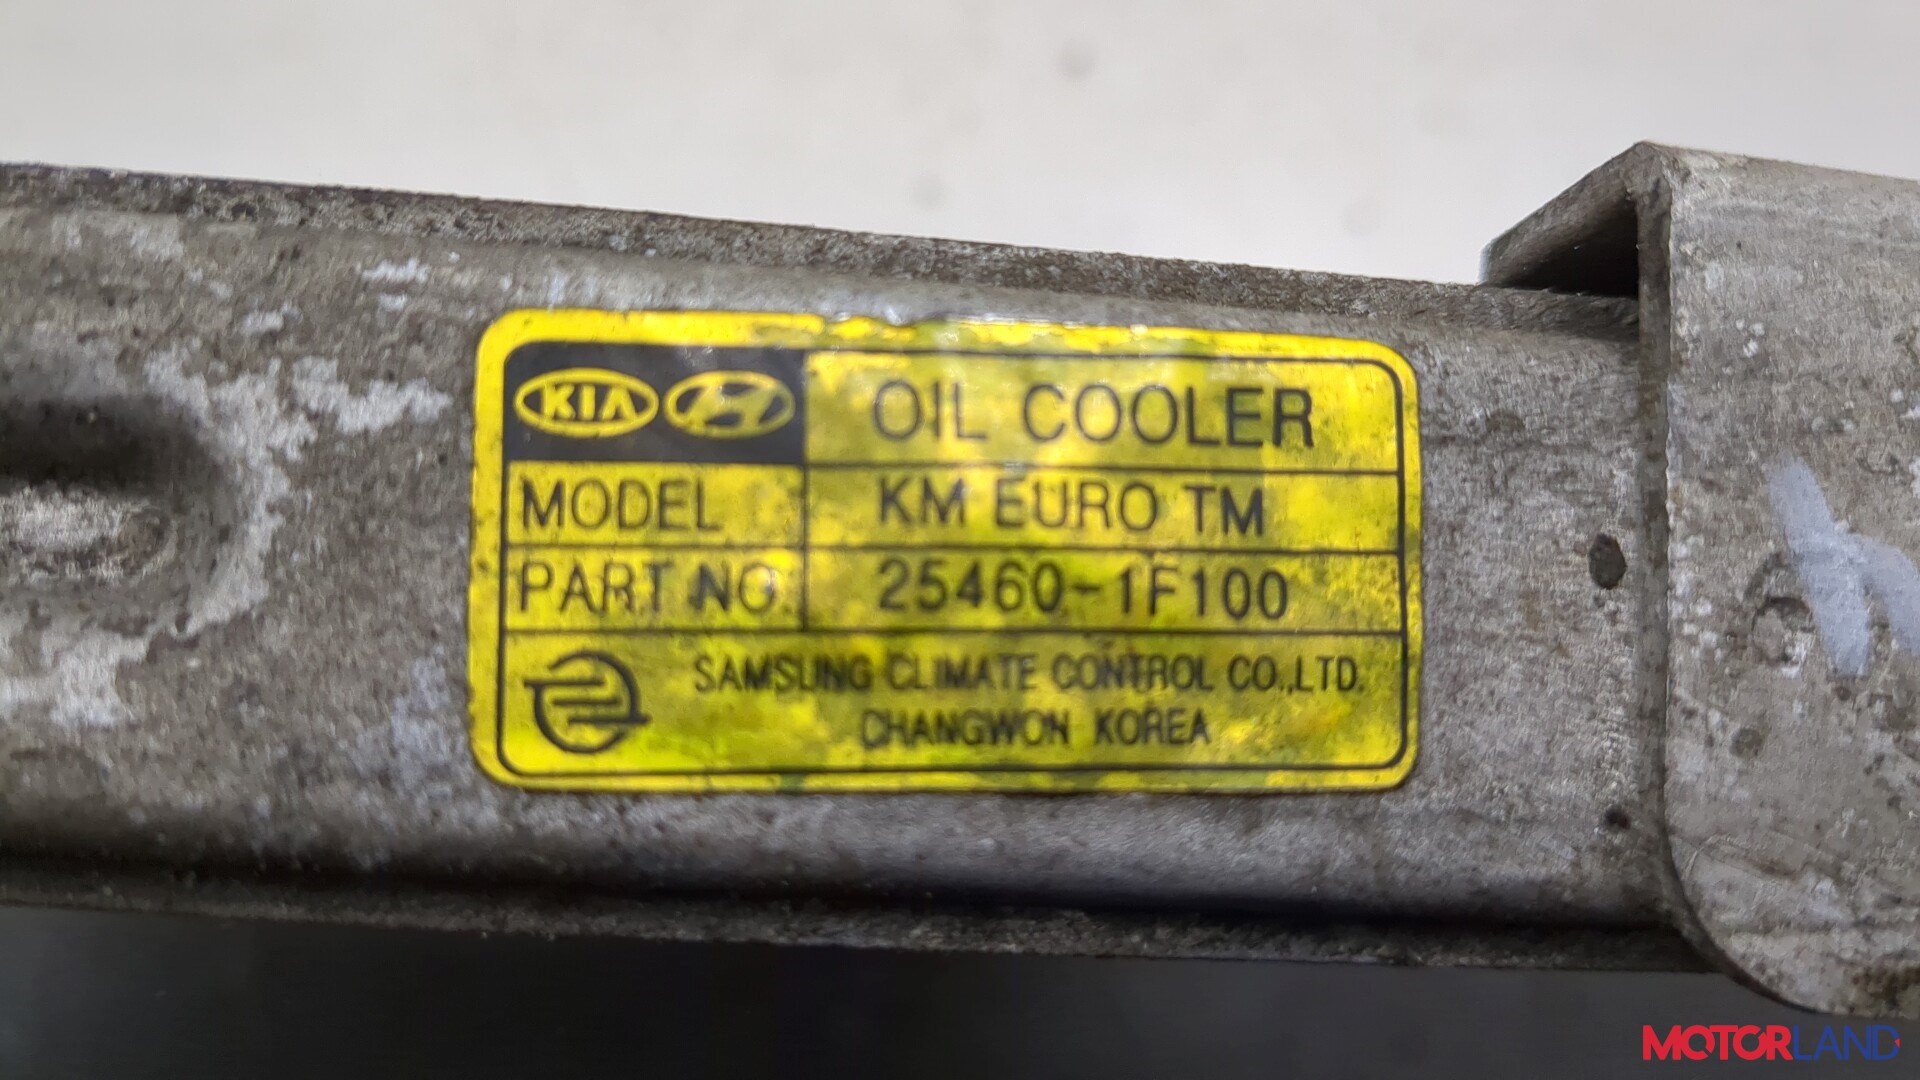 KIA OIL COOLER
MODEL KM EURO TM
PART NO. 25460-1F100
SAMSUNG CLIMATE CONTROL CO.,LTD.
CHANGWON KOREA
MOTORLAND